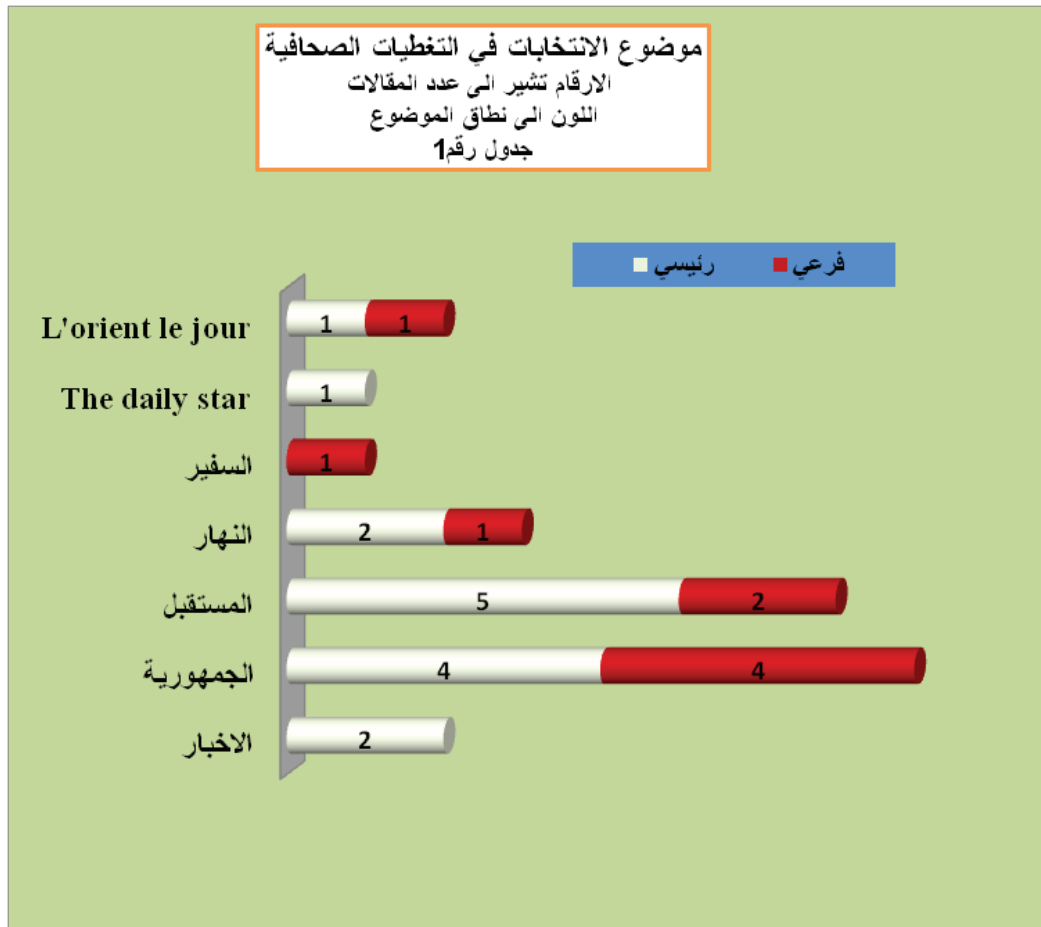 موضوع الانتخابات في التغطيات الصحافية
الارقام تشير الى عدد المقالات
اللون الى نطاق الموضوع
جدول رقم1
رئيسي فرعي
L'orient le jour 1 1
The daily star 1
السفير 1
النهار 2 1
المستقبل 5 2
الجمهورية 4 4
الاخبار 2